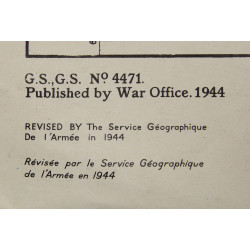 G.S.,G.S. Nº 4471.
Published by War Office. 1944
REVISED BY The Service Géographique
De l'Armée in 1944
Révisée par le Service Géographique
de l'Armée en 1944